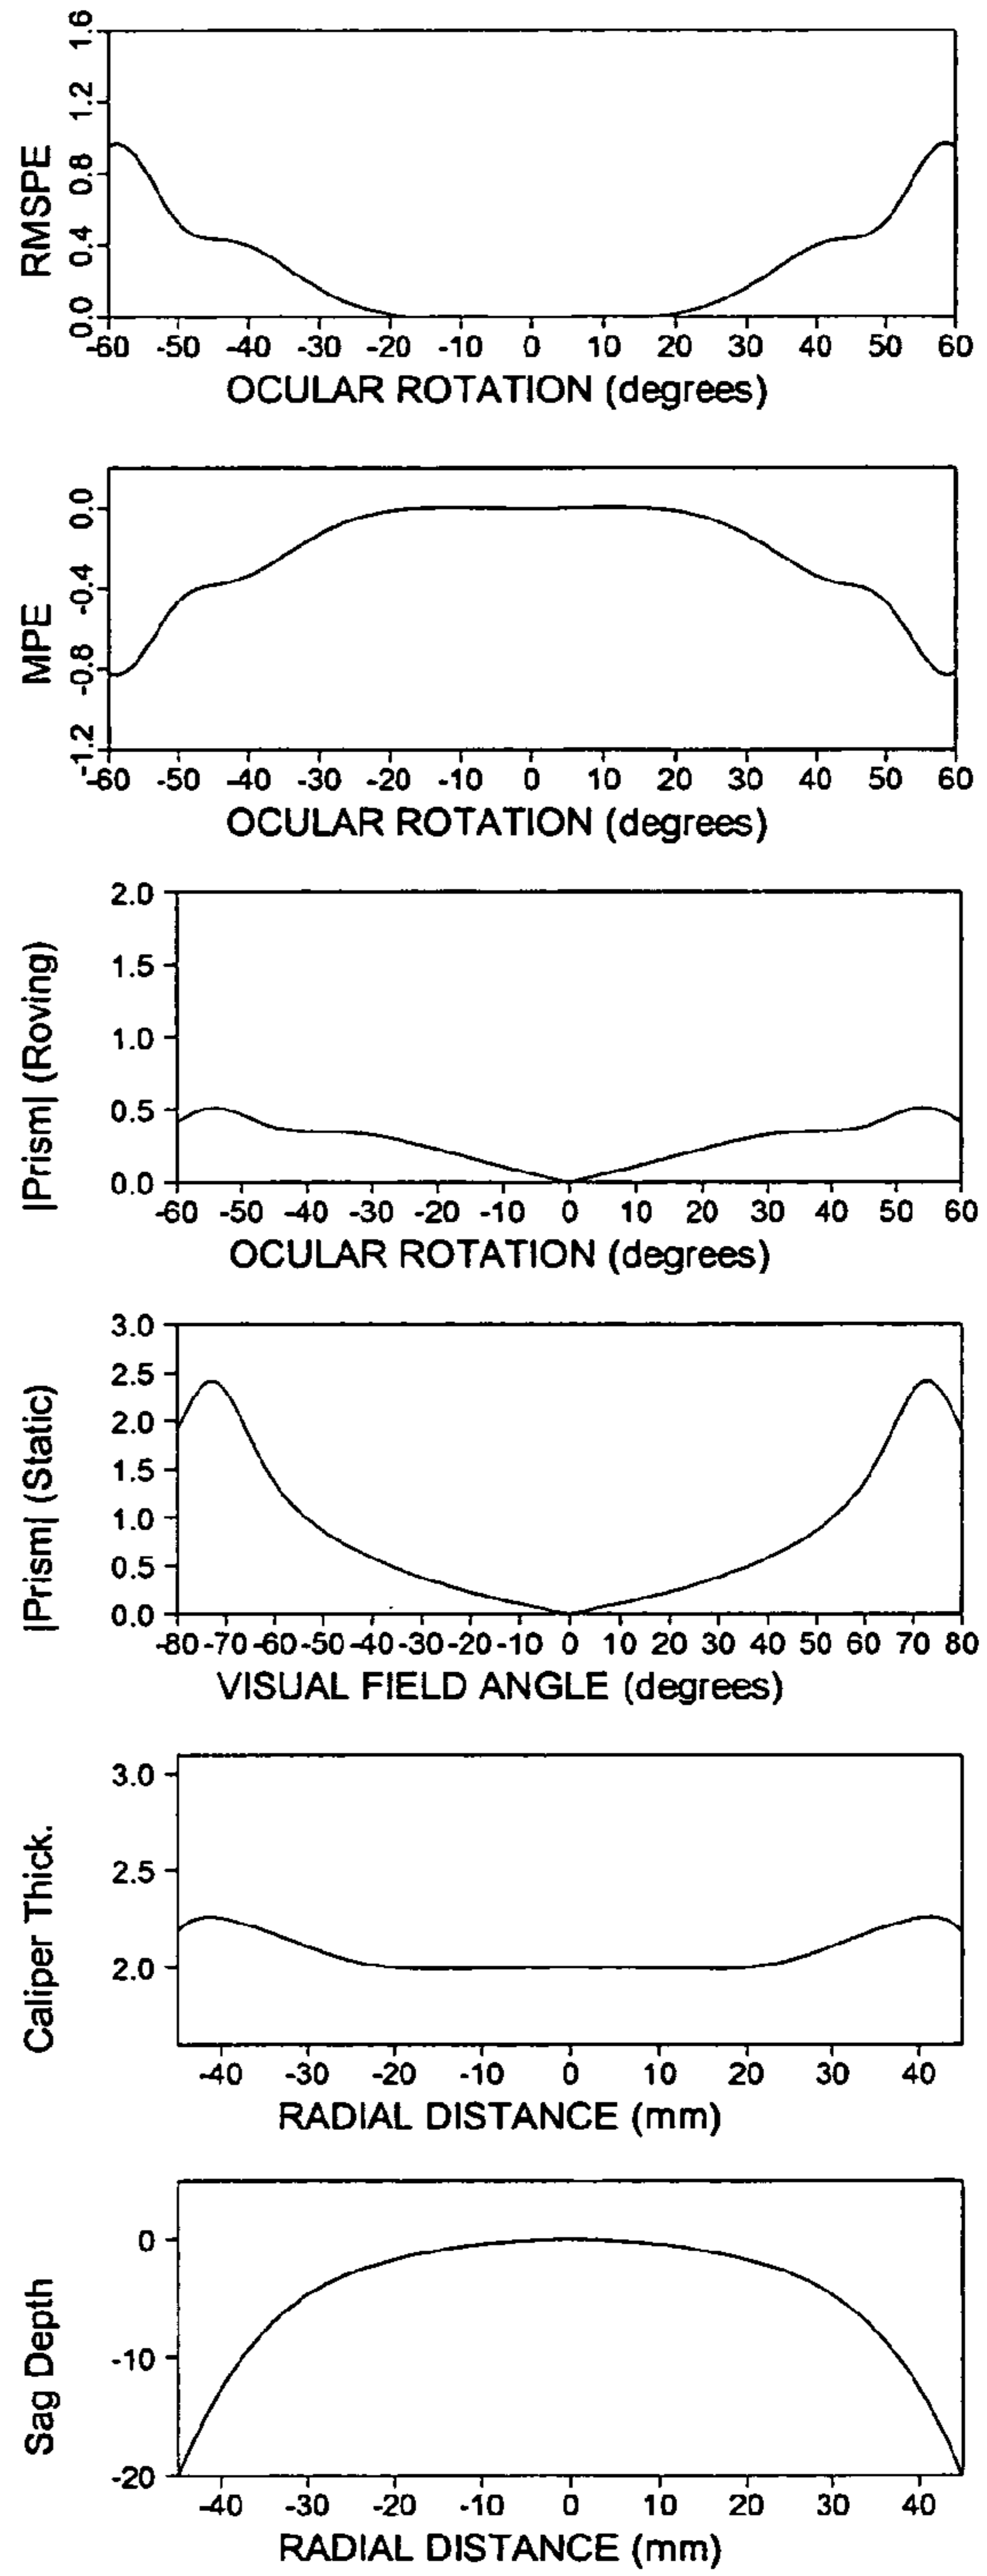 RMSPE
1.6
1.2
0.8
0.4
0.0
-60 -50 -40 -30 -20 -10 0 10 20 30 40 50 60
OCULAR ROTATION (degrees)
MPE
0.0
-0.4
-0.8
-1.2
-60 -50 -40 -30 -20 -10 0 10 20 30 40 50 60
OCULAR ROTATION (degrees)
|Prism| (Roving)
2.0
1.5
1.0
0.5
0.0
-60 -50 -40 -30 -20 -10 0 10 20 30 40 50 60
OCULAR ROTATION (degrees)
|Prism| (Static)
3.0
2.5
2.0
1.5
1.0
0.5
0.0
-80 -70 -60 -50 -40 -30 -20 -10 0 10 20 30 40 50 60 70 80
VISUAL FIELD ANGLE (degrees)
Caliper Thick.
3.0
2.5
2.0
-40 -30 -20 -10 0 10 20 30 40
RADIAL DISTANCE (mm)
Sag Depth
0
-10
-20
-40 -30 -20 -10 0 10 20 30 40
RADIAL DISTANCE (mm)